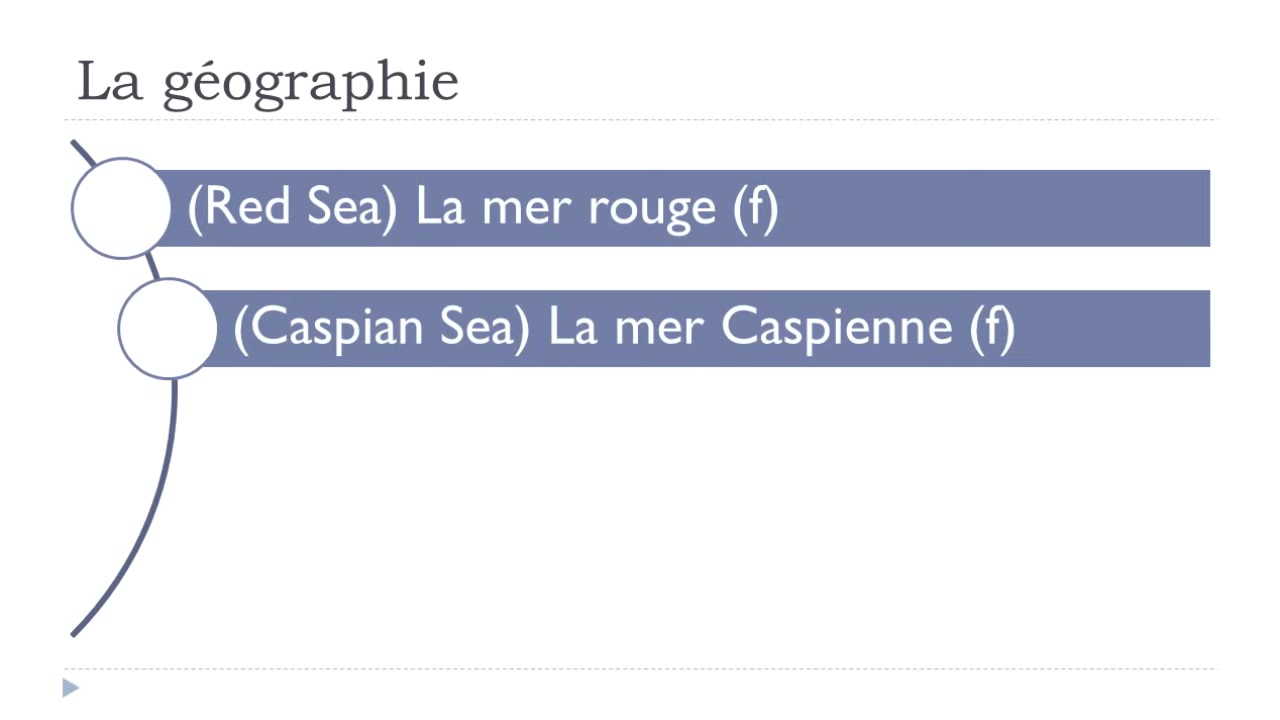 La géographie
(Red Sea) La mer rouge (f)
(Caspian Sea) La mer Caspienne (f)